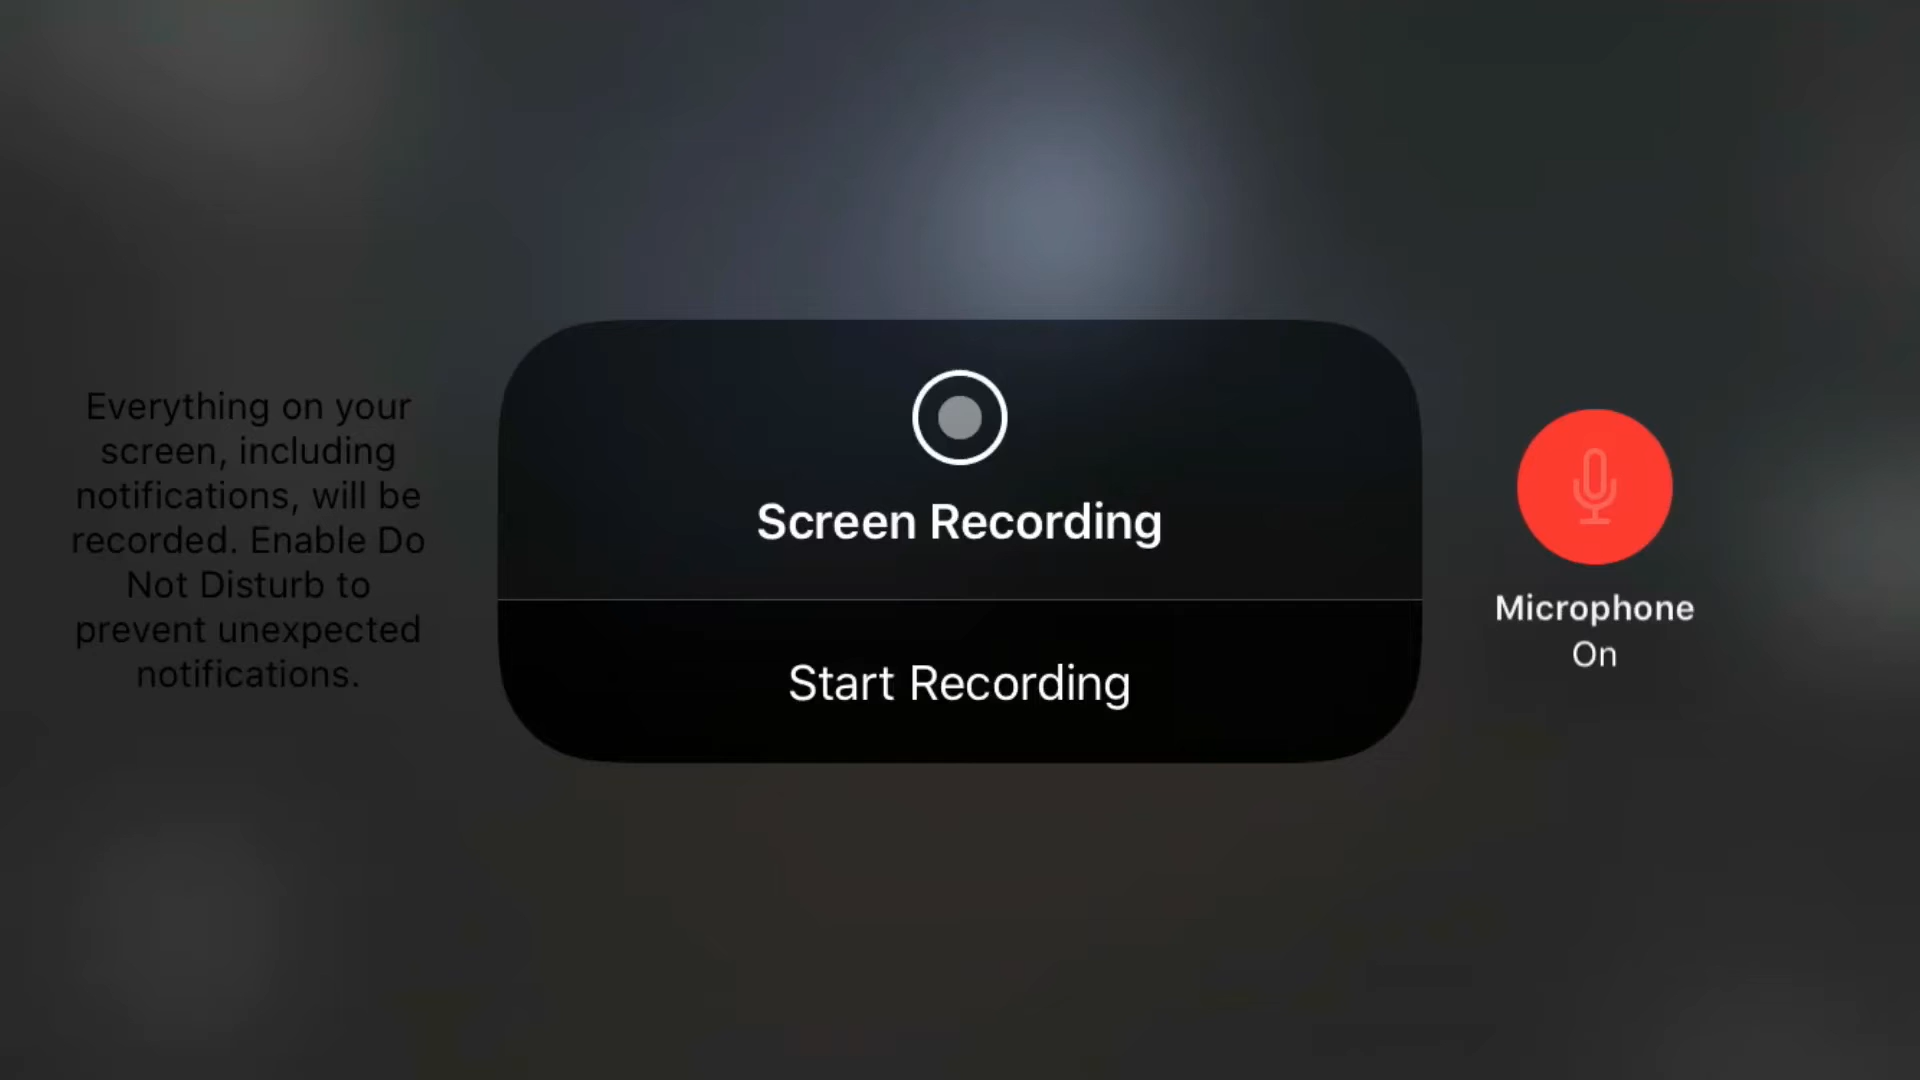 Everything on your
screen, including
notifications, will be
recorded. Enable Do
Not Disturb to
prevent unexpected
notifications.
Screen Recording
Start Recording
Microphone
On